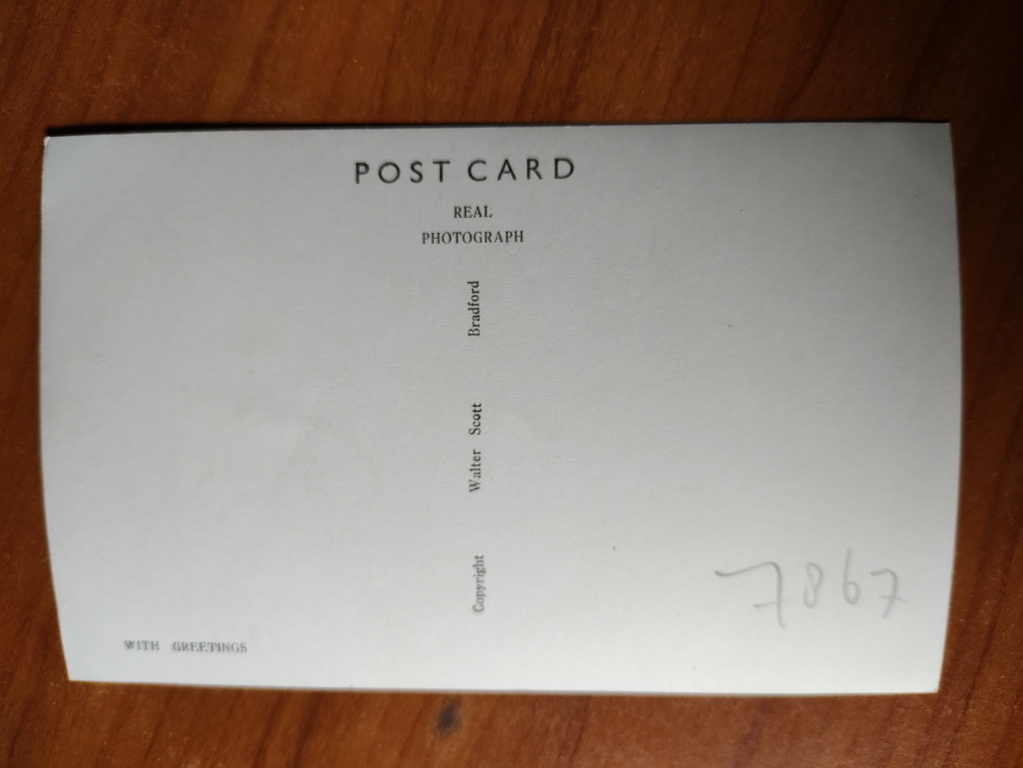 POST CARD
REAL
PHOTOGRAPH
Copyright Walter Scott Bradford
WITH GREETINGS
7867